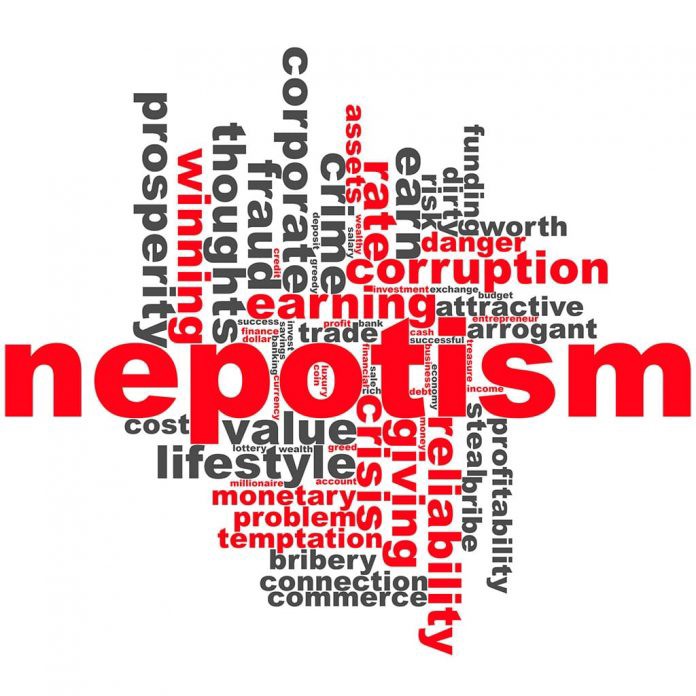 corporate
prosperity
winning
thoughts
fraud
crime
assets
rate
earn
risk
dirty
funding
worth
danger
deposit
greedy
salary
wealthy
credit
corruption
investment
exchange
budget
earning
attractive
entrepreneur
success
finance
dollar
savings
banking
invest
trade
profit
bank
cash
successful
arrogant
nepotism
currency
luxury
coin
financial
sale
rich
business
debt
economy
treasure
income
cost
value
lottery
wealth
greed
lifestyle
crisis
giving
money
reliability
steal
bribe
profitability
millionaire
account
monetary
problem
temptation
bribery
connection
commerce